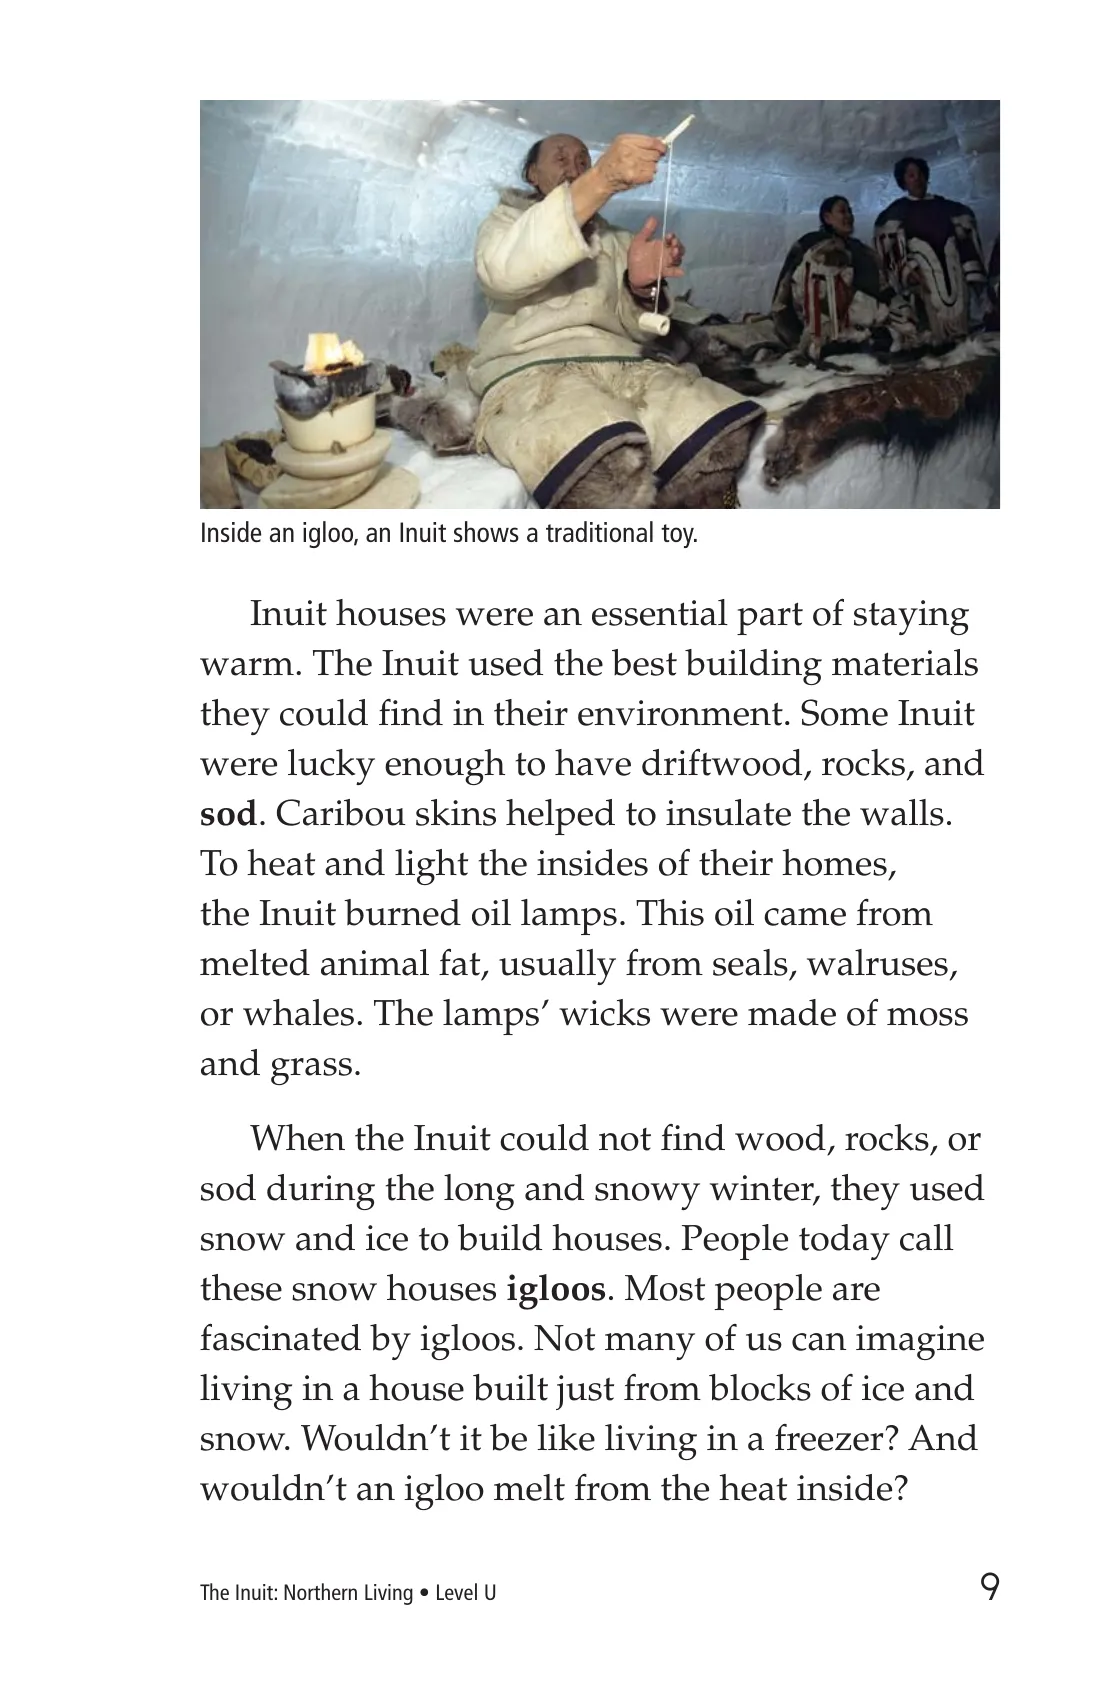 Inside an igloo, an Inuit shows a traditional toy.
Inuit houses were an essential part of staying
warm. The Inuit used the best building materials
they could find in their environment. Some Inuit
were lucky enough to have driftwood, rocks, and
sod. Caribou skins helped to insulate the walls.
To heat and light the insides of their homes,
the Inuit burned oil lamps. This oil came from
melted animal fat, usually from seals, walruses,
or whales. The lamps’ wicks were made of moss
and grass.
When the Inuit could not find wood, rocks, or
sod during the long and snowy winter, they used
snow and ice to build houses. People today call
these snow houses igloos. Most people are
fascinated by igloos. Not many of us can imagine
living in a house built just from blocks of ice and
snow. Wouldn’t it be like living in a freezer? And
wouldn’t an igloo melt from the heat inside?
The Inuit: Northern Living • Level U 9